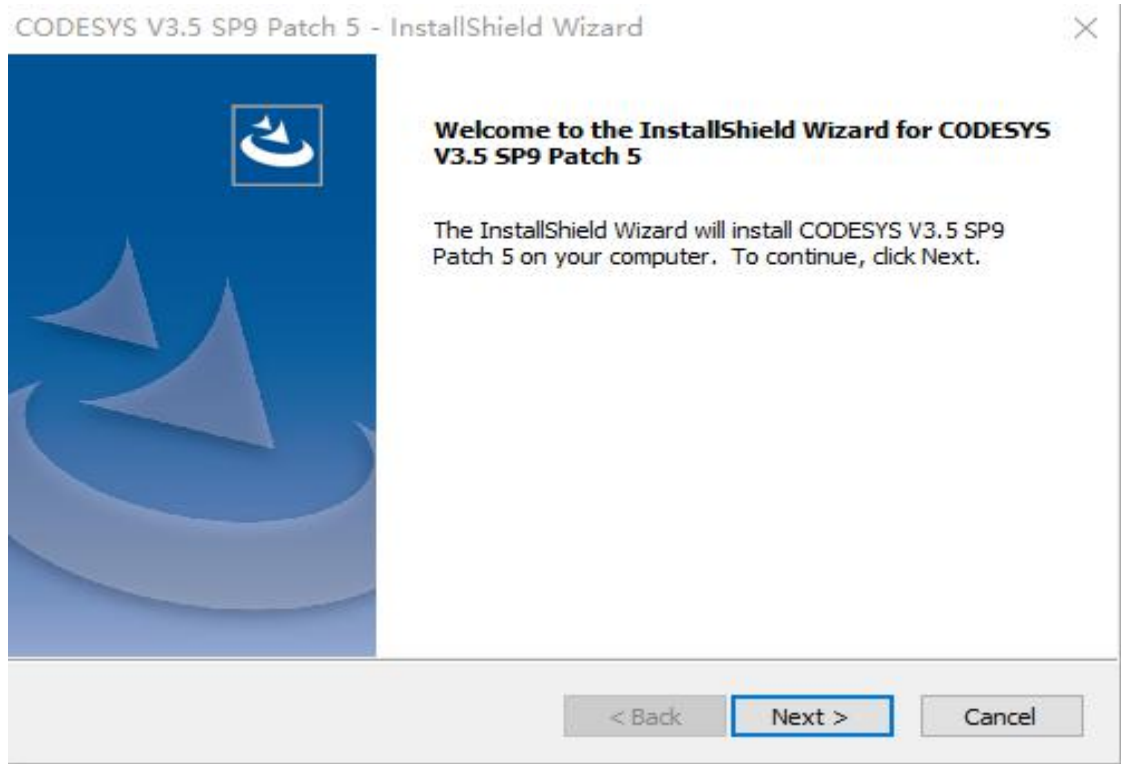 CODESYS V3.5 SP9 Patch 5 - InstallShield Wizard
Welcome to the InstallShield Wizard for CODESYS
V3.5 SP9 Patch 5
The InstallShield Wizard will install CODESYS V3.5 SP9
Patch 5 on your computer.  To continue, click Next.
< Back
Next >
Cancel